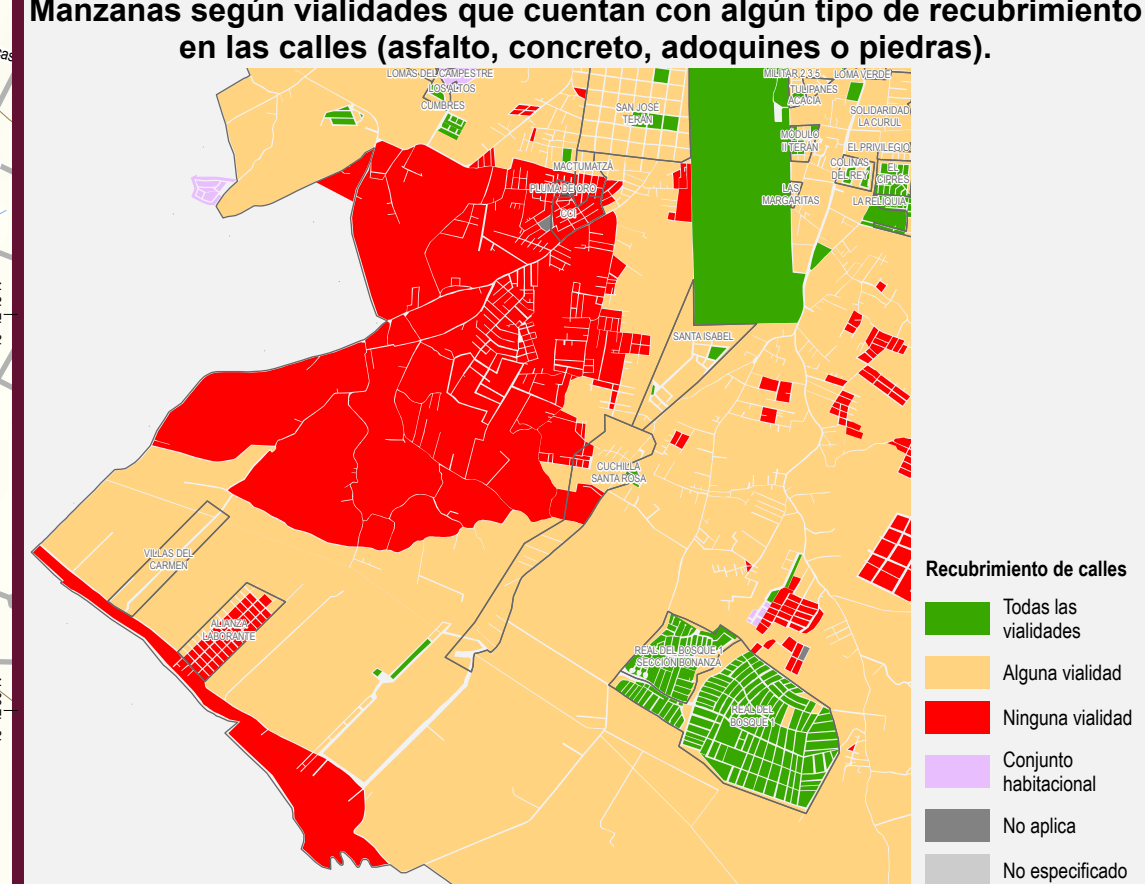 Manzanas según vialidades que cuentan con algún tipo de recubrimiento
en las calles (asfalto, concreto, adoquines o piedras).
LOMAS DEL CAMPESTRE
LOS ALTOS
CUMBRES
SAN JOSÉ
TERÁN
MILITAR 2,3,5
LOMA VERDE
TULIPANES
ACACIA
SOLIDARIDAD
LA CURUL
MÓDULO
II TERÁN
EL PRIVILEGIO
COLINAS
DEL REY
EL
CIPRÉS
MACTUMATZÁ
PLUMA DE ORO
CCI
LAS
MARGARITAS
LA RELIQUIA
SANTA ISABEL
CUCHILLA
SANTA ROSA
VILLAS DEL
CARMEN
ALIANZA
LABORANTE
REAL DEL BOSQUE 1
SECCIÓN BONANZA
REAL DEL
BOSQUE 1
Recubrimiento de calles
Todas las
vialidades
Alguna vialidad
Ninguna vialidad
Conjunto
habitacional
No aplica
No especificado